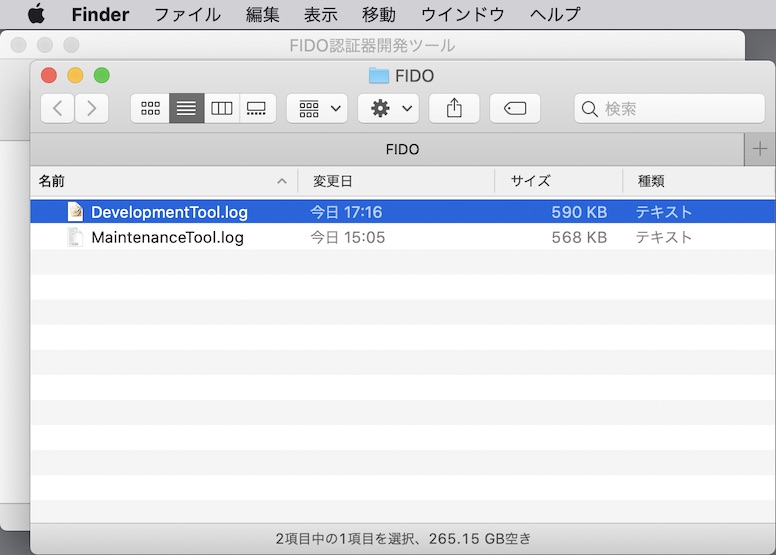 Finder ファイル 編集 表示 移動 ウインドウ ヘルプ
FIDO認証器開発ツール
FIDO
検索
FIDO
名前 変更日 サイズ 種類
DevelopmentTool.log 今日 17:16 590 KB テキスト
MaintenanceTool.log 今日 15:05 568 KB テキスト
2項目中の1項目を選択、265.15 GB空き